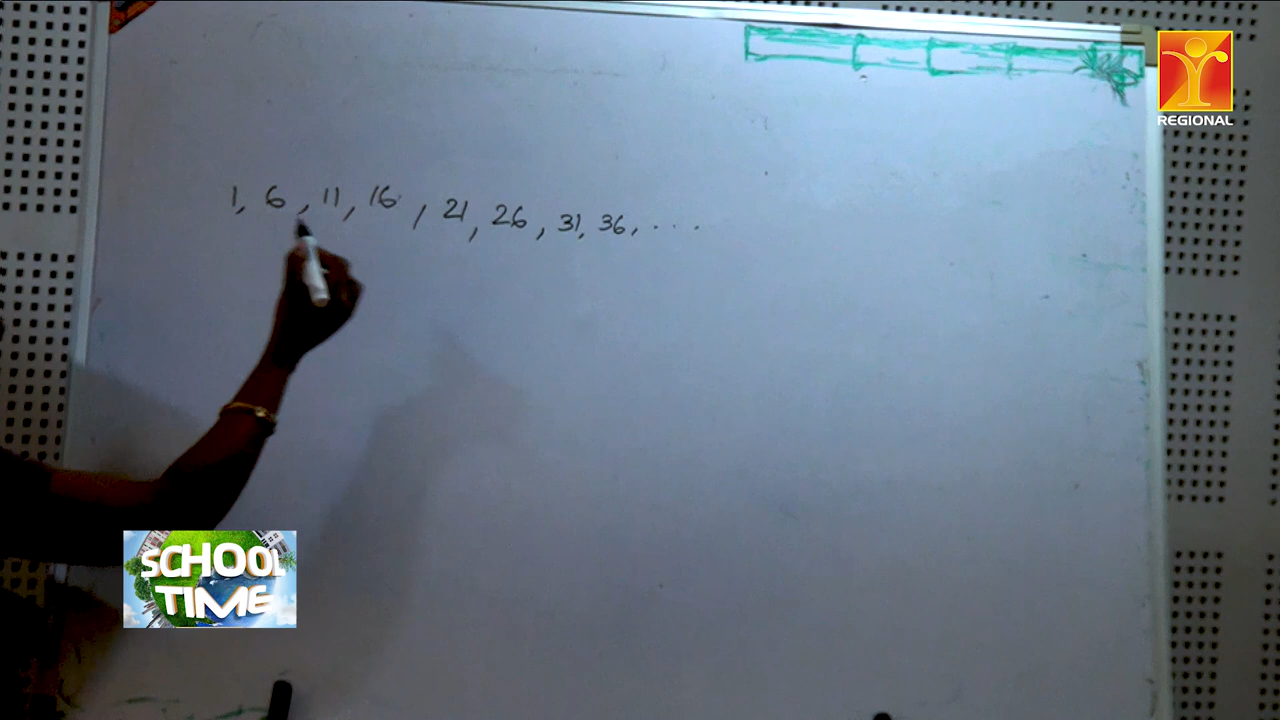 REGIONAL
1, 6, 11, 16, 21, 26, 31, 36, . . .
SCHOOL
TIME